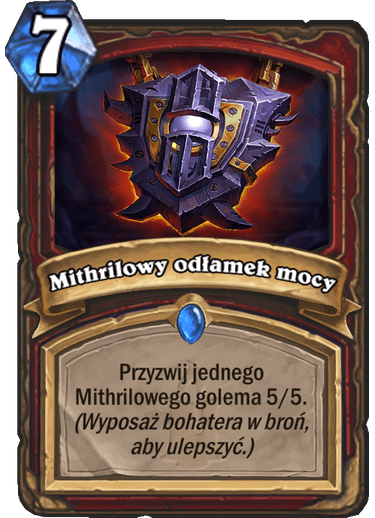 7
Mithrilowy odłamek mocy
Przyzwij jednego
Mithrilowego golema 5/5.
(Wyposaż bohatera w broń,
aby ulepszyć.)